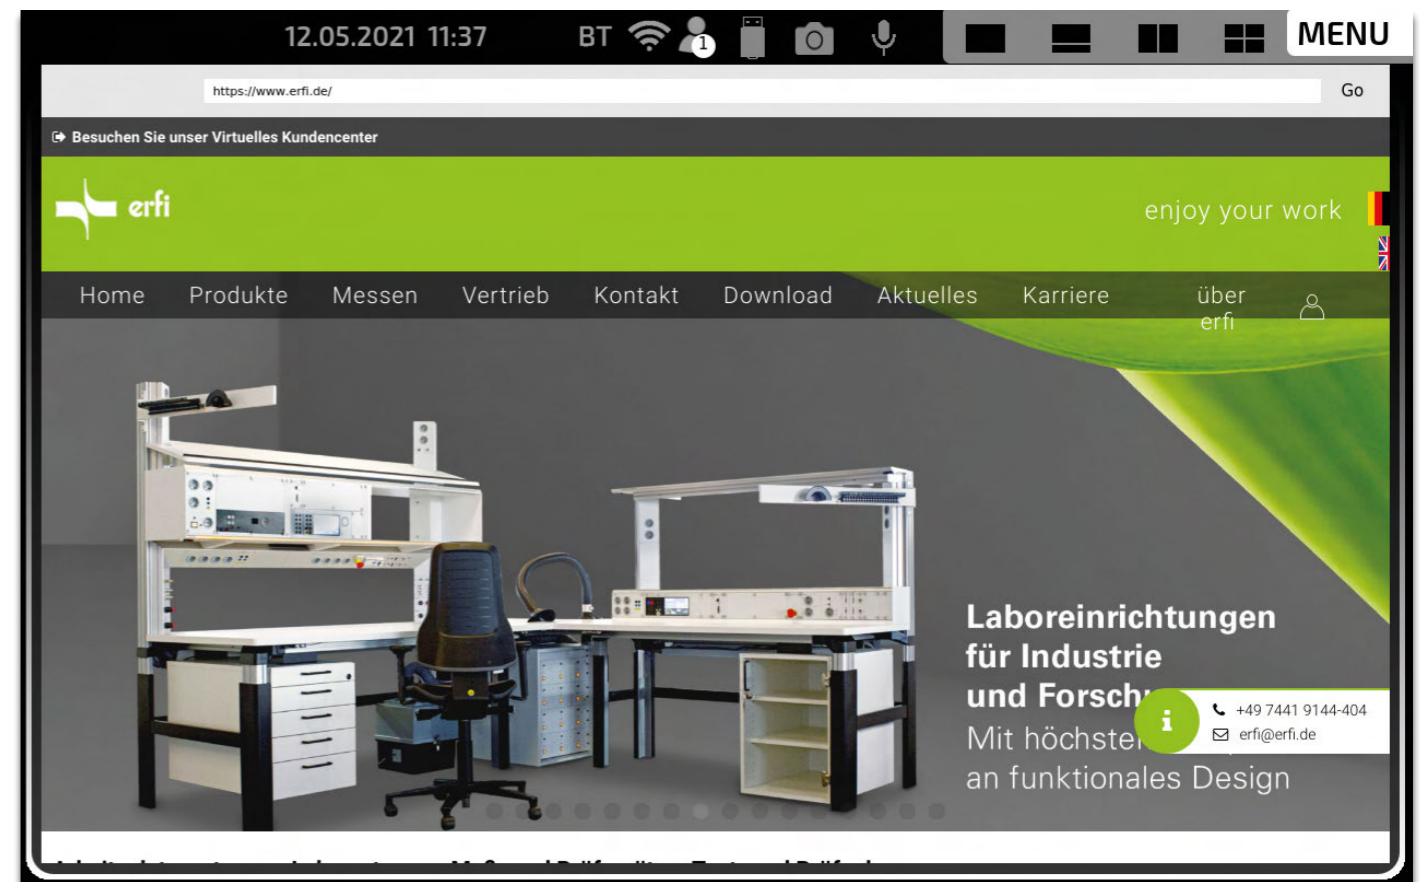 12.05.2021 11:37 BT 1 MENU
https://www.erfi.de/ Go
Besuchen Sie unser Virtuelles Kundencenter
erfi
enjoy your work
Home Produkte Messen Vertrieb Kontakt Download Aktuelles Karriere über
erfi
Laboreinrichtungen
für Industrie
und Forsch
i
+49 7441 9144-404
erfi@erfi.de
Mit höchste
an funktionales Design